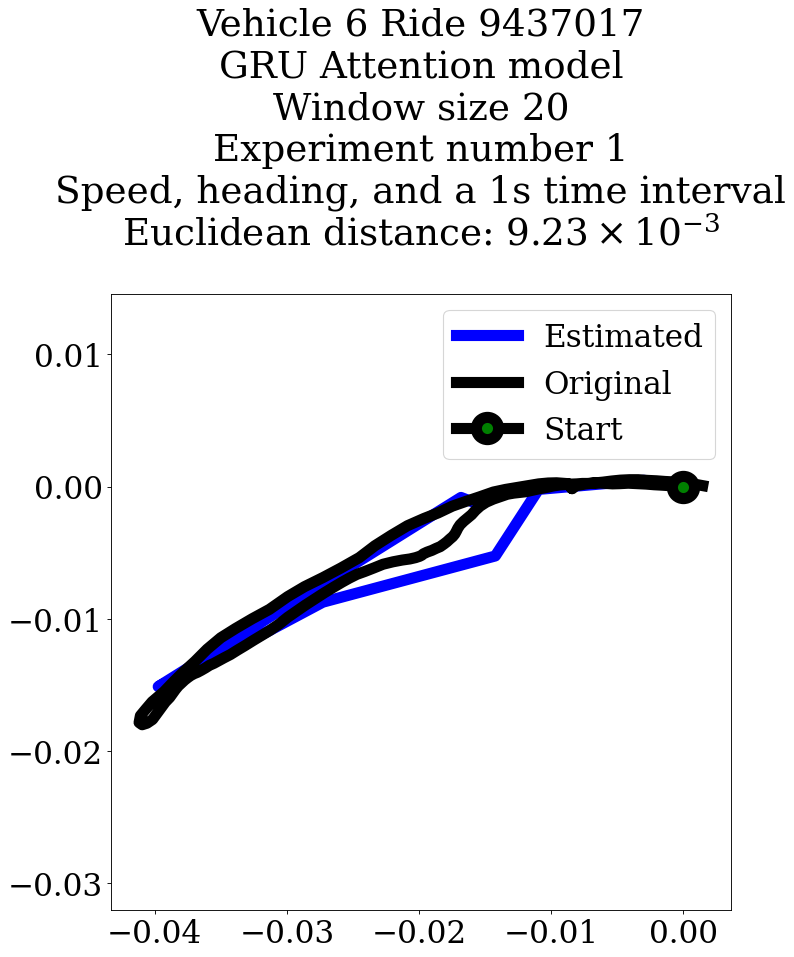 Vehicle 6 Ride 9437017
GRU Attention model
Window size 20
Experiment number 1
Speed, heading, and a 1s time interval
Euclidean distance: 9.23 × 10⁻³
Estimated
Original
Start
0.01
0.00
−0.01
−0.02
−0.03
−0.04 −0.03 −0.02 −0.01 0.00